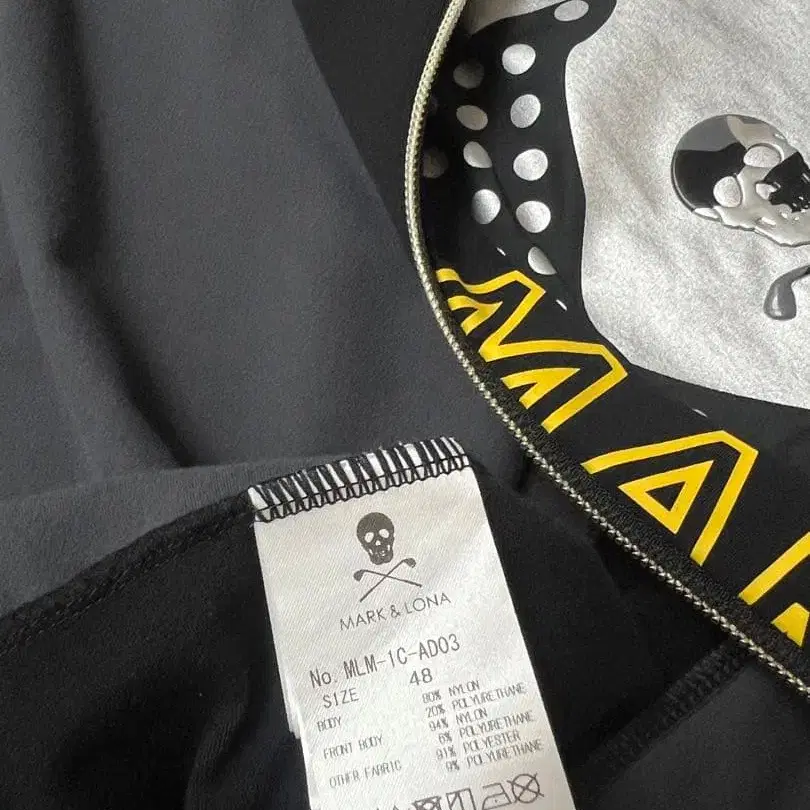 MA
MARK & LONA
No. MLM-1C-AD03
SIZE 48
BODY 80% NYLON
20% POLYURETHANE
FRONT BODY 94% NYLON
6% POLYURETHANE
OTHER FABRIC 91% POLYESTER
9% POLYURETHANE